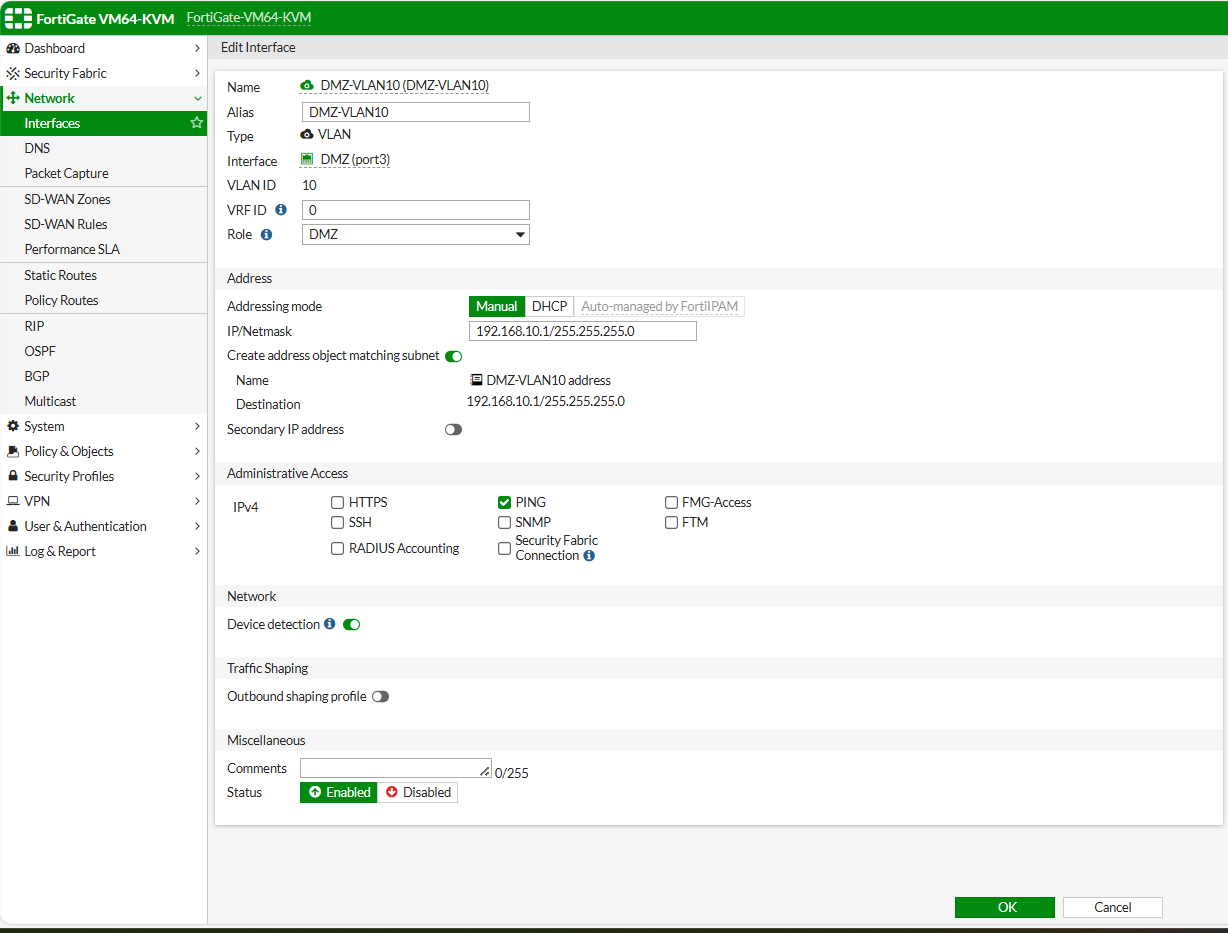 FortiGate VM64-KVM FortiGate-VM64-KVM
Dashboard
Security Fabric
Network
Interfaces
DNS
Packet Capture
SD-WAN Zones
SD-WAN Rules
Performance SLA
Static Routes
Policy Routes
RIP
OSPF
BGP
Multicast
System
Policy & Objects
Security Profiles
VPN
User & Authentication
Log & Report
Edit Interface
Name DMZ-VLAN10 (DMZ-VLAN10)
Alias DMZ-VLAN10
Type VLAN
Interface DMZ (port3)
VLAN ID 10
VRF ID 0
Role DMZ
Address
Addressing mode Manual DHCP Auto-managed by FortiIPAM
IP/Netmask 192.168.10.1/255.255.255.0
Create address object matching subnet
Name DMZ-VLAN10 address
Destination 192.168.10.1/255.255.255.0
Secondary IP address
Administrative Access
IPv4 HTTPS PING FMG-Access
SSH SNMP FTM
RADIUS Accounting Security Fabric
Connection
Network
Device detection
Traffic Shaping
Outbound shaping profile
Miscellaneous
Comments 0/255
Status Enabled Disabled
OK Cancel